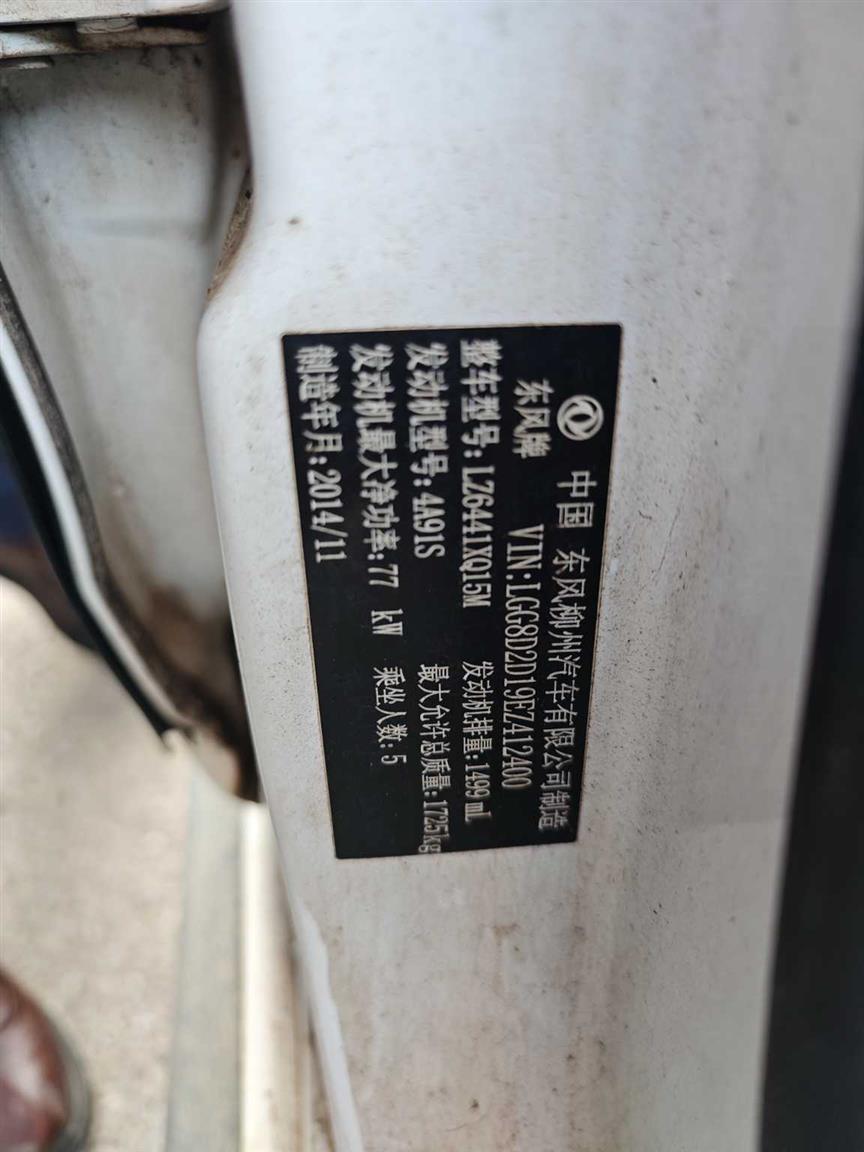 中国 东风柳州汽车有限公司制造
东风牌 VIN:LGG8D2D19EZ412400
整车型号:LZ6441XQ15M 发动机排量:1499 mL
发动机型号:4A91S 最大允许总质量:1725kg
发动机最大净功率:77 kW 乘坐人数:5
制造年月:2014/11